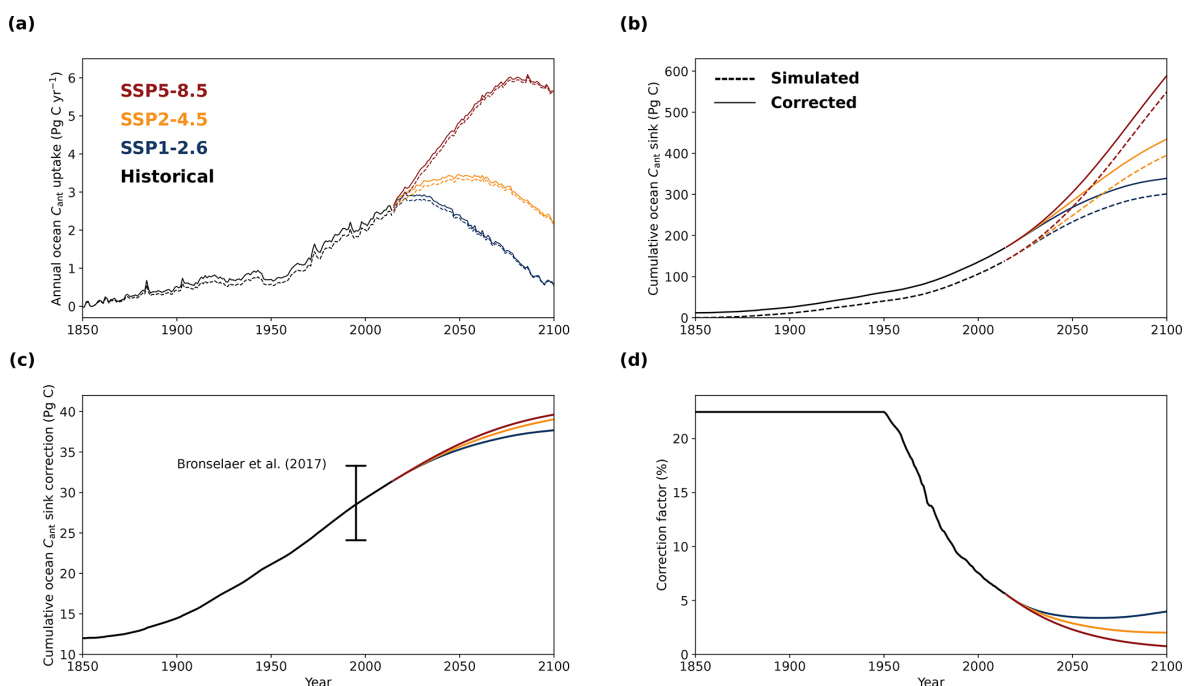 (a)
Annual ocean Cant uptake (Pg C yr−1)
6
5
4
3
2
1
0
SSP5-8.5
SSP2-4.5
SSP1-2.6
Historical
1850 1900 1950 2000 2050 2100
(b)
Cumulative ocean Cant sink (Pg C)
600
500
400
300
200
100
0
Simulated
Corrected
1850 1900 1950 2000 2050 2100
(c)
Cumulative ocean Cant sink correction (Pg C)
40
35
30
25
20
15
10
Bronselaer et al. (2017)
1850 1900 1950 2000 2050 2100
Year
(d)
Correction factor (%)
20
15
10
5
0
1850 1900 1950 2000 2050 2100
Year